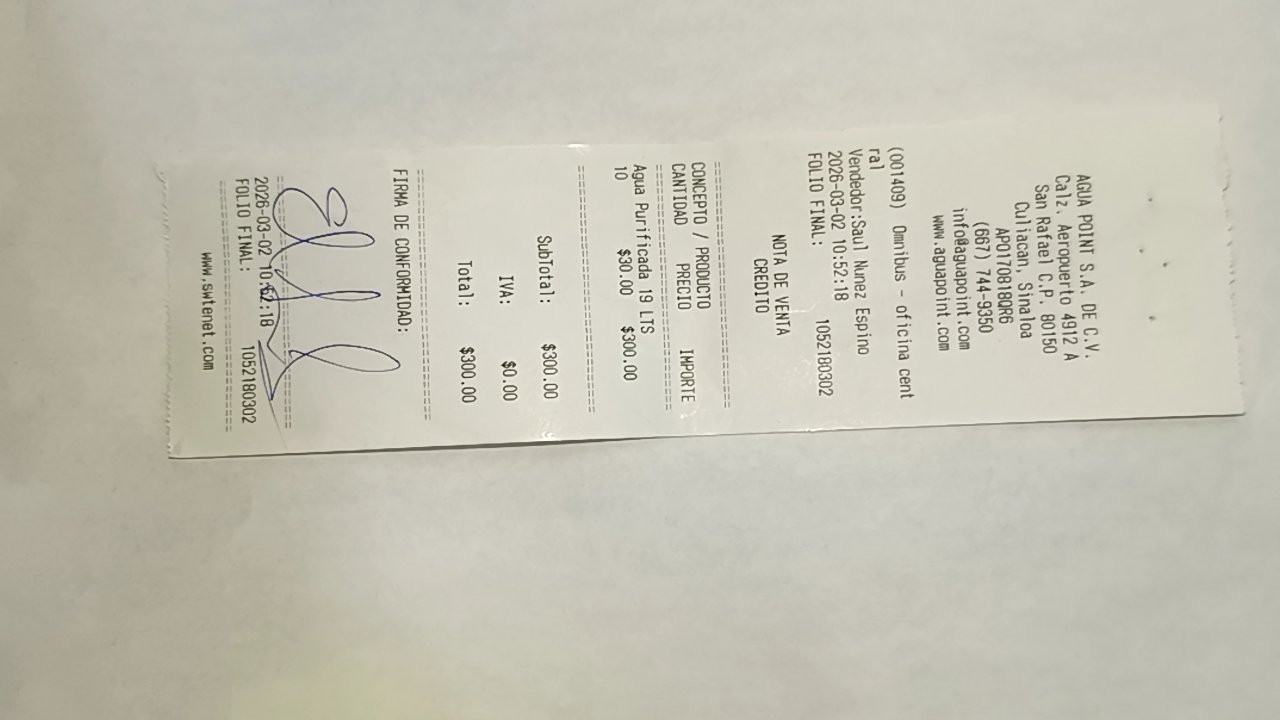 AGUA POINT S.A. DE C.V.
Calz. Aeropuerto 4912 A
San Rafael C.P. 80150
Culiacan, Sinaloa
APO170818QR6
(667) 744-9350
info@aguapoint.com
www.aguapoint.com
(001409) Omnibus - oficina cent
ral
Vendedor:Saul Nunez Espino
2026-03-02 10:52:18
FOLIO FINAL: 1052180302
NOTA DE VENTA
CREDITO
CONCEPTO / PRODUCTO
CANTIDAD PRECIO IMPORTE
Agua Purificada 19 LTS
10 $30.00 $300.00
SubTotal: $300.00
IVA: $0.00
Total: $300.00
FIRMA DE CONFORMIDAD:
2026-03-02 10:52:18
FOLIO FINAL: 1052180302
www.swtenet.com